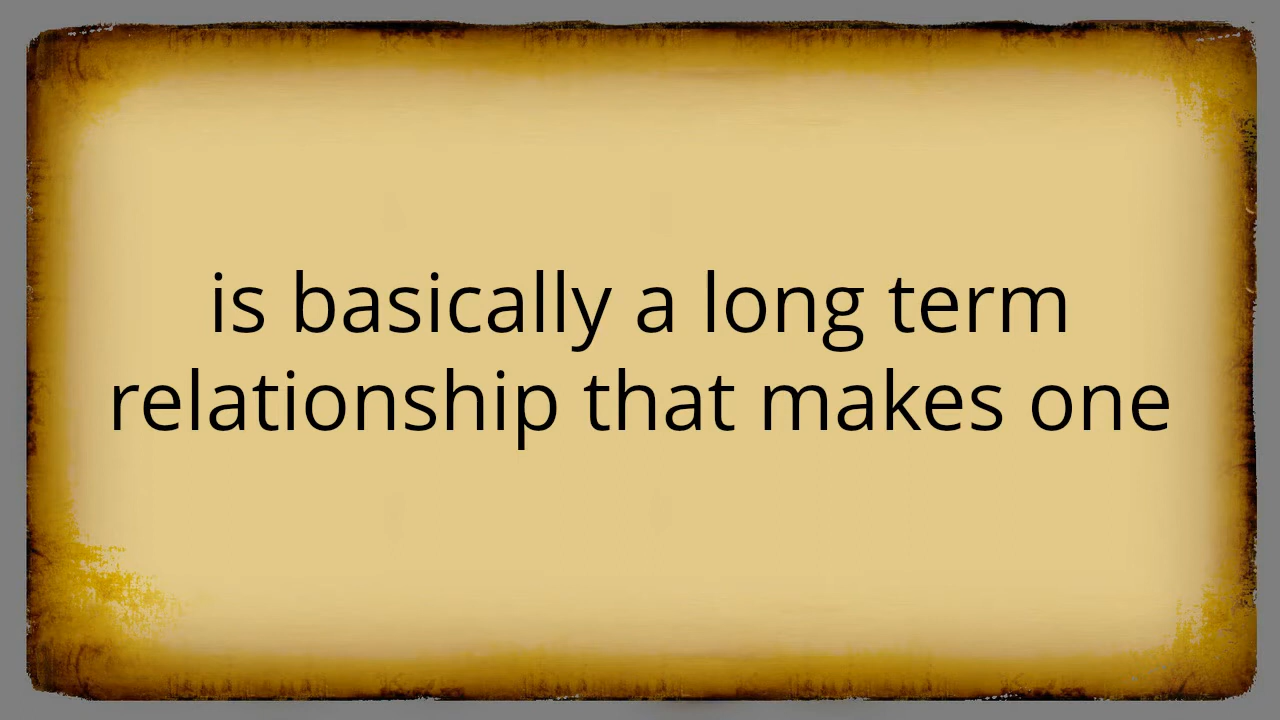 is basically a long term
relationship that makes one